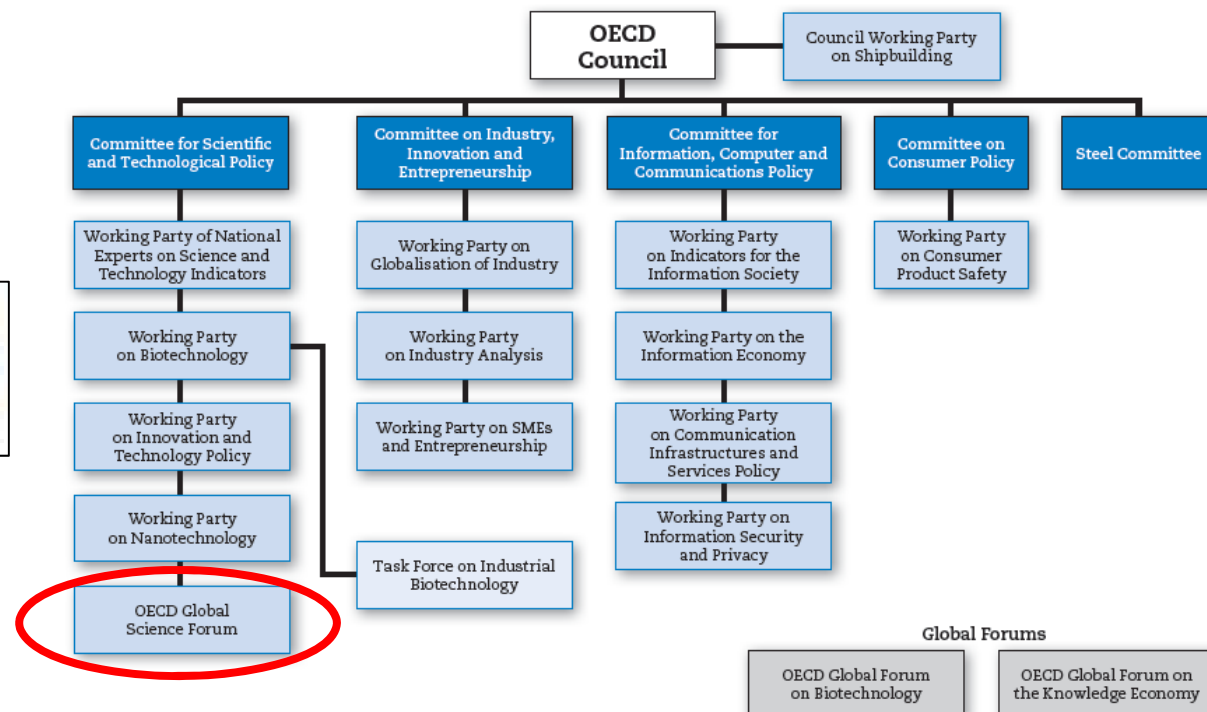 OECD
Council
Council Working Party
on Shipbuilding
Committee for Scientific
and Technological Policy
Committee on Industry,
Innovation and
Entrepreneurship
Committee for
Information, Computer and
Communications Policy
Committee on
Consumer Policy
Steel Committee
Working Party of National
Experts on Science and
Technology Indicators
Working Party on
Globalisation of Industry
Working Party
on Indicators for the
Information Society
Working Party
on Consumer
Product Safety
Working Party
on Biotechnology
Working Party
on Industry Analysis
Working Party on the
Information Economy
Working Party
on Innovation and
Technology Policy
Working Party on SMEs
and Entrepreneurship
Working Party
on Communication
Infrastructures and
Services Policy
Working Party
on Nanotechnology
Task Force on Industrial
Biotechnology
Working Party on
Information Security
and Privacy
OECD Global
Science Forum
Global Forums
OECD Global Forum
on Biotechnology
OECD Global Forum on
the Knowledge Economy